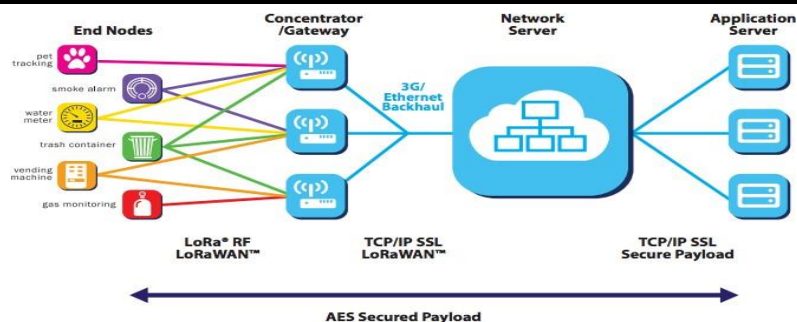 End Nodes
Concentrator
/Gateway
Network
Server
Application
Server
pet
tracking
smoke alarm
water
meter
trash container
vending
machine
gas monitoring
3G/
Ethernet
Backhaul
LoRa® RF
LoRaWAN™
TCP/IP SSL
LoRaWAN™
TCP/IP SSL
Secure Payload
AES Secured Payload